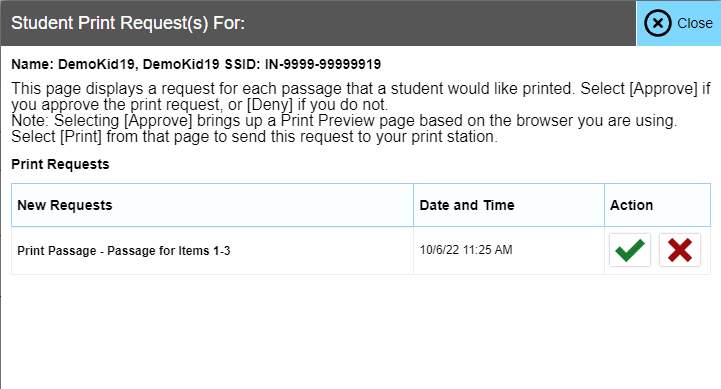 Student Print Request(s) For:
Close
Name: DemoKid19, DemoKid19 SSID: IN-9999-99999919
This page displays a request for each passage that a student would like printed. Select [Approve] if
you approve the print request, or [Deny] if you do not.
Note: Selecting [Approve] brings up a Print Preview page based on the browser you are using.
Select [Print] from that page to send this request to your print station.
Print Requests
New Requests Date and Time Action
Print Passage - Passage for Items 1-3 10/6/22 11:25 AM